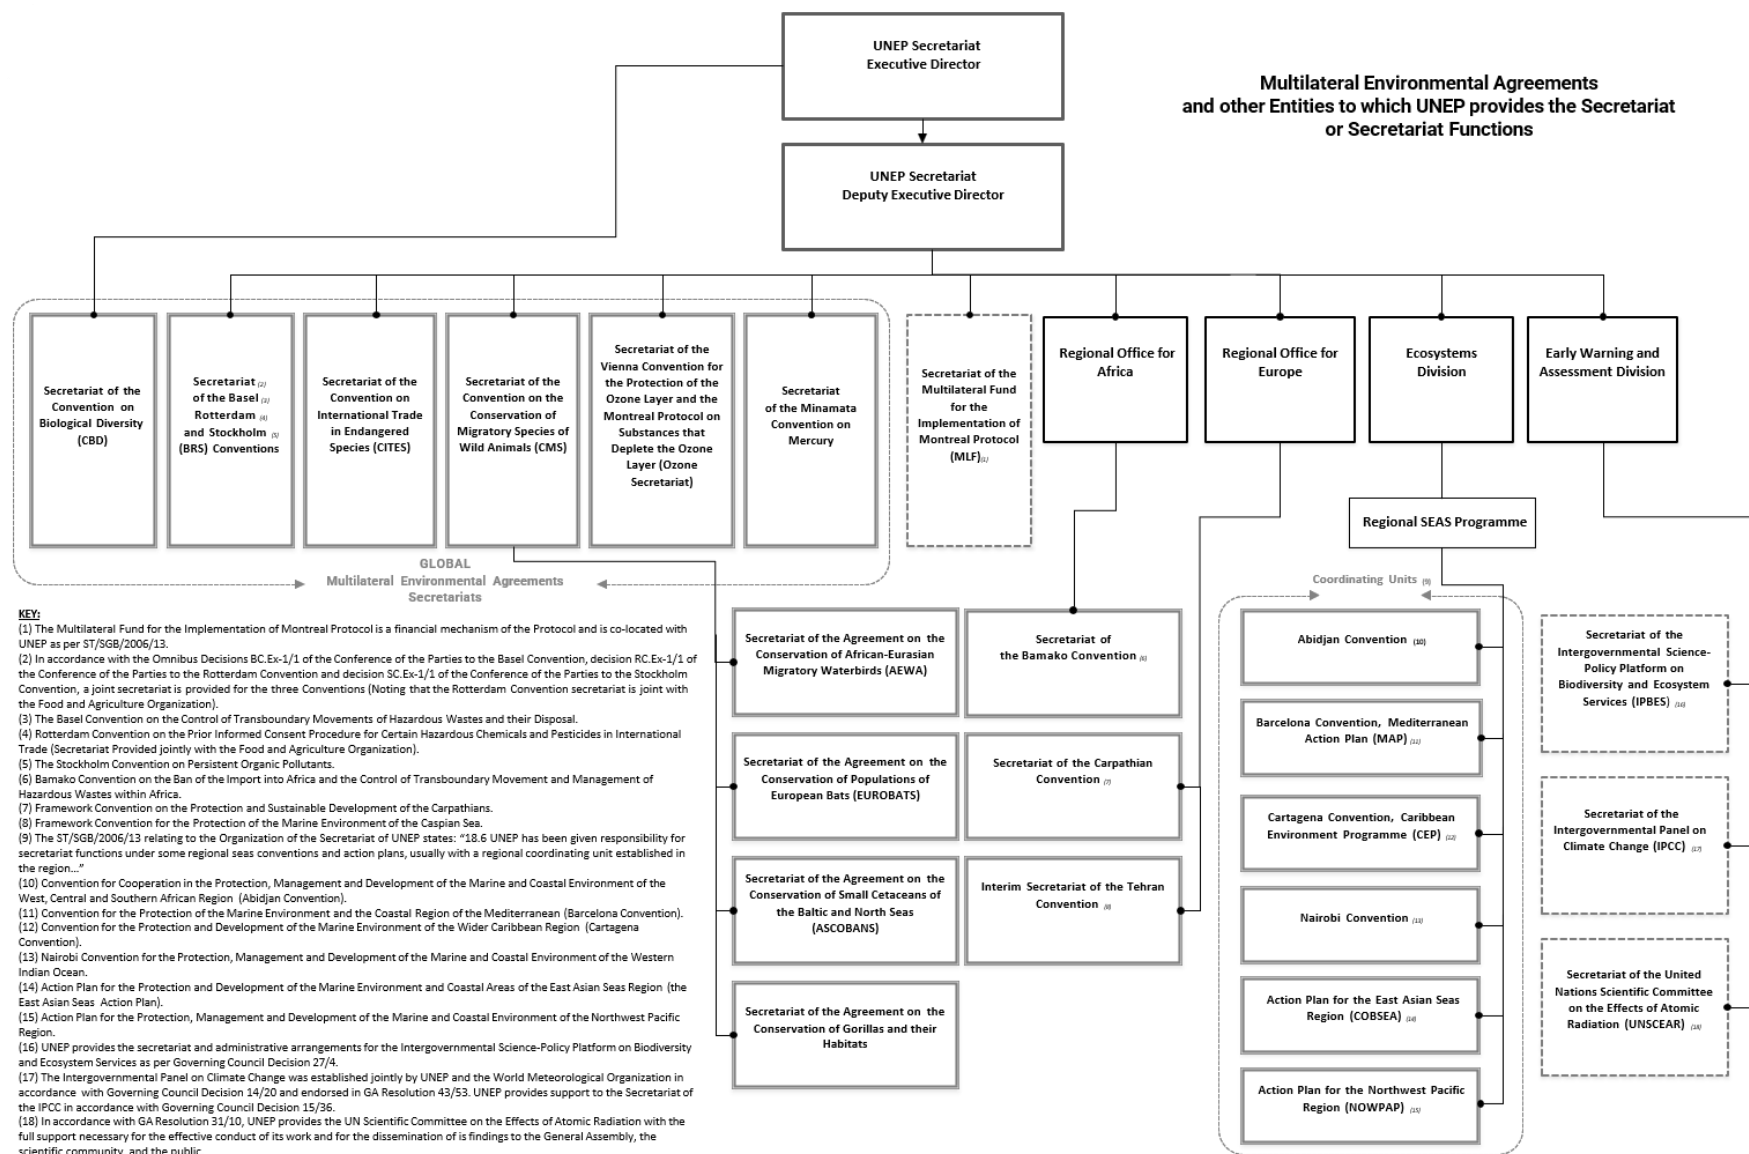 UNEP Secretariat
Executive Director
Multilateral Environmental Agreements
and other Entities to which UNEP provides the Secretariat
or Secretariat Functions
UNEP Secretariat
Deputy Executive Director
Secretariat of the
Convention on
Biological Diversity
(CBD)
Secretariat (2)
of the Basel (3)
Rotterdam (4)
and Stockholm (5)
(BRS) Conventions
Secretariat of the
Convention on
International Trade
in Endangered
Species (CITES)
Secretariat of the
Convention on the
Conservation of
Migratory Species of
Wild Animals (CMS)
Secretariat of the
Vienna Convention for
the Protection of the
Ozone Layer and the
Montreal Protocol on
Substances that
Deplete the Ozone
Layer (Ozone
Secretariat)
Secretariat
of the Minamata
Convention on
Mercury
Secretariat of the
Multilateral Fund
for the
Implementation of
Montreal Protocol
(MLF)(1)
Regional Office for
Africa
Regional Office for
Europe
Ecosystems
Division
Early Warning and
Assessment Division
Regional SEAS Programme
GLOBAL
Multilateral Environmental Agreements
Secretariats
Coordinating Units (9)
Secretariat of the Agreement on the
Conservation of African-Eurasian
Migratory Waterbirds (AEWA)
Secretariat of the Agreement on the
Conservation of Populations of
European Bats (EUROBATS)
Secretariat of the Agreement on the
Conservation of Small Cetaceans of
the Baltic and North Seas
(ASCOBANS)
Secretariat of the Agreement on the
Conservation of Gorillas and their
Habitats
Secretariat of
the Bamako Convention (6)
Secretariat of the Carpathian
Convention (7)
Interim Secretariat of the Tehran
Convention (8)
Abidjan Convention (10)
Barcelona Convention, Mediterranean
Action Plan (MAP) (11)
Cartagena Convention, Caribbean
Environment Programme (CEP) (12)
Nairobi Convention (13)
Action Plan for the East Asian Seas
Region (COBSEA) (14)
Action Plan for the Northwest Pacific
Region (NOWPAP) (15)
Secretariat of the
Intergovernmental Science-
Policy Platform on
Biodiversity and Ecosystem
Services (IPBES) (16)
Secretariat of the
Intergovernmental Panel on
Climate Change (IPCC) (17)
Secretariat of the United
Nations Scientific Committee
on the Effects of Atomic
Radiation (UNSCEAR) (18)
KEY:
(1) The Multilateral Fund for the Implementation of Montreal Protocol is a financial mechanism of the Protocol and is co-located with
UNEP as per ST/SGB/2006/13.
(2) In accordance with the Omnibus Decisions BC.Ex-1/1 of the Conference of the Parties to the Basel Convention, decision RC.Ex-1/1 of
the Conference of the Parties to the Rotterdam Convention and decision SC.Ex-1/1 of the Conference of the Parties to the Stockholm
Convention, a joint secretariat is provided for the three Conventions (Noting that the Rotterdam Convention secretariat is joint with
the Food and Agriculture Organization).
(3) The Basel Convention on the Control of Transboundary Movements of Hazardous Wastes and their Disposal.
(4) Rotterdam Convention on the Prior Informed Consent Procedure for Certain Hazardous Chemicals and Pesticides in International
Trade (Secretariat Provided jointly with the Food and Agriculture Organization).
(5) The Stockholm Convention on Persistent Organic Pollutants.
(6) Bamako Convention on the Ban of the Import into Africa and the Control of Transboundary Movement and Management of
Hazardous Wastes within Africa.
(7) Framework Convention on the Protection and Sustainable Development of the Carpathians.
(8) Framework Convention for the Protection of the Marine Environment of the Caspian Sea.
(9) The ST/SGB/2006/13 relating to the Organization of the Secretariat of UNEP states: “18.6 UNEP has been given responsibility for
secretariat functions under some regional seas conventions and action plans, usually with a regional coordinating unit established in
the region...”
(10) Convention for Cooperation in the Protection, Management and Development of the Marine and Coastal Environment of the
West, Central and Southern African Region (Abidjan Convention).
(11) Convention for the Protection of the Marine Environment and the Coastal Region of the Mediterranean (Barcelona Convention).
(12) Convention for the Protection and Development of the Marine Environment of the Wider Caribbean Region (Cartagena
Convention).
(13) Nairobi Convention for the Protection, Management and Development of the Marine and Coastal Environment of the Western
Indian Ocean.
(14) Action Plan for the Protection and Development of the Marine Environment and Coastal Areas of the East Asian Seas Region (the
East Asian Seas Action Plan).
(15) Action Plan for the Protection, Management and Development of the Marine and Coastal Environment of the Northwest Pacific
Region.
(16) UNEP provides the secretariat and administrative arrangements for the Intergovernmental Science-Policy Platform on Biodiversity
and Ecosystem Services as per Governing Council Decision 27/4.
(17) The Intergovernmental Panel on Climate Change was established jointly by UNEP and the World Meteorological Organization in
accordance with Governing Council Decision 14/20 and endorsed in GA Resolution 43/53. UNEP provides support to the Secretariat of
the IPCC in accordance with Governing Council Decision 15/36.
(18) In accordance with GA Resolution 31/10, UNEP provides the UN Scientific Committee on the Effects of Atomic Radiation with the
full support necessary for the effective conduct of its work and for the dissemination of is findings to the General Assembly, the
scientific community, and the public.